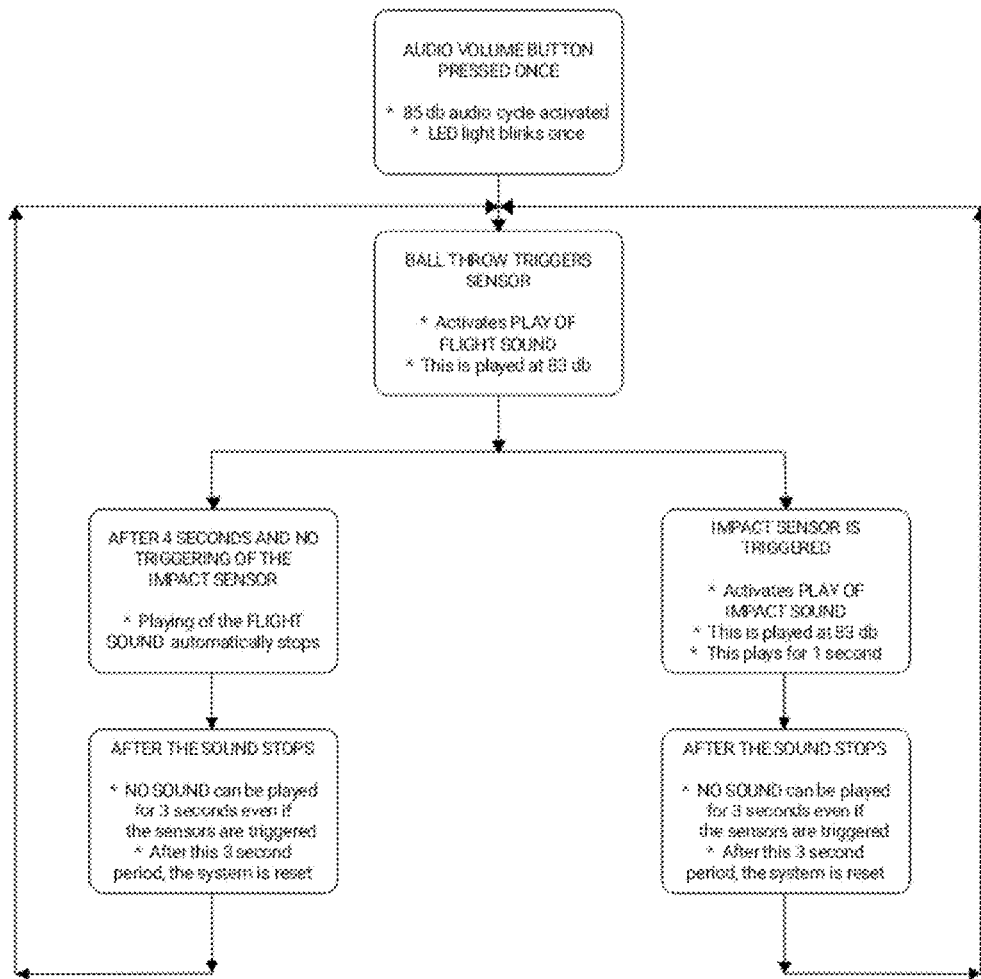 AUDIO VOLUME BUTTON
PRESSED ONCE
* 85 db audio cycle activated
* LED light blinks once
BALL THROW TRIGGERS
SENSOR
* Activates PLAY OF
FLIGHT SOUND
* This is played at 83 db
AFTER 4 SECONDS AND NO
TRIGGERING OF THE
IMPACT SENSOR
* Playing of the FLIGHT
SOUND automatically stops
IMPACT SENSOR IS
TRIGGERED
* Activates PLAY OF
IMPACT SOUND
* This is played at 83 db
* This plays for 1 second
AFTER THE SOUND STOPS
* NO SOUND can be played
for 3 seconds even if
the sensors are triggered
* After this 3 second
period, the system is reset
AFTER THE SOUND STOPS
* NO SOUND can be played
for 3 seconds even if
the sensors are triggered
* After this 3 second
period, the system is reset